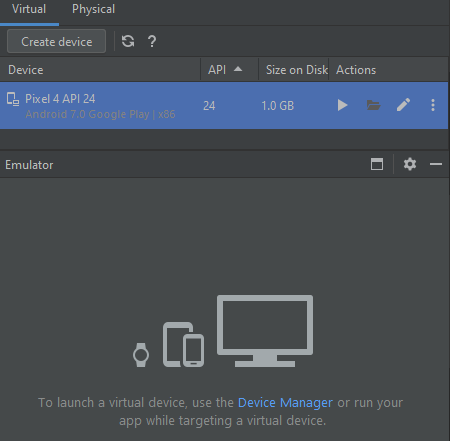 Virtual Physical
Create device ?
Device API Size on Disk Actions
Pixel 4 API 24 24 1.0 GB
Android 7.0 Google Play | x86
Emulator
To launch a virtual device, use the Device Manager or run your
app while targeting a virtual device.